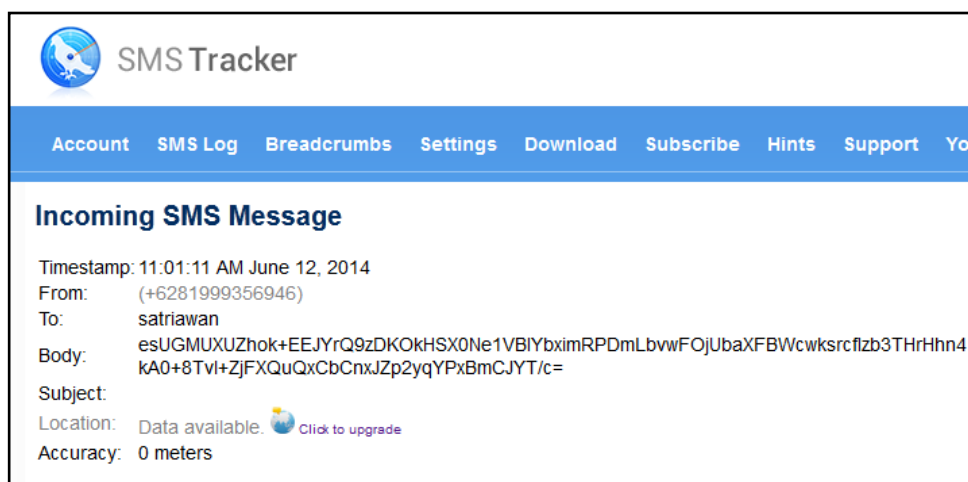 SMS Tracker
Account SMS Log Breadcrumbs Settings Download Subscribe Hints Support Yo
Incoming SMS Message
Timestamp: 11:01:11 AM June 12, 2014
From: (+6281999356946)
To: satriawan
Body: esUGMUXUZhok+EEJYrQ9zDKOkHSX0Ne1VBlYbximRPDmLbvwFOjUbaXFBWcwksrcflzb3THrHhn4
kA0+8Tvl+ZjFXQuQxCbCnxJZp2yqYPxBmCJYT/c=
Subject:
Location: Data available. Click to upgrade
Accuracy: 0 meters